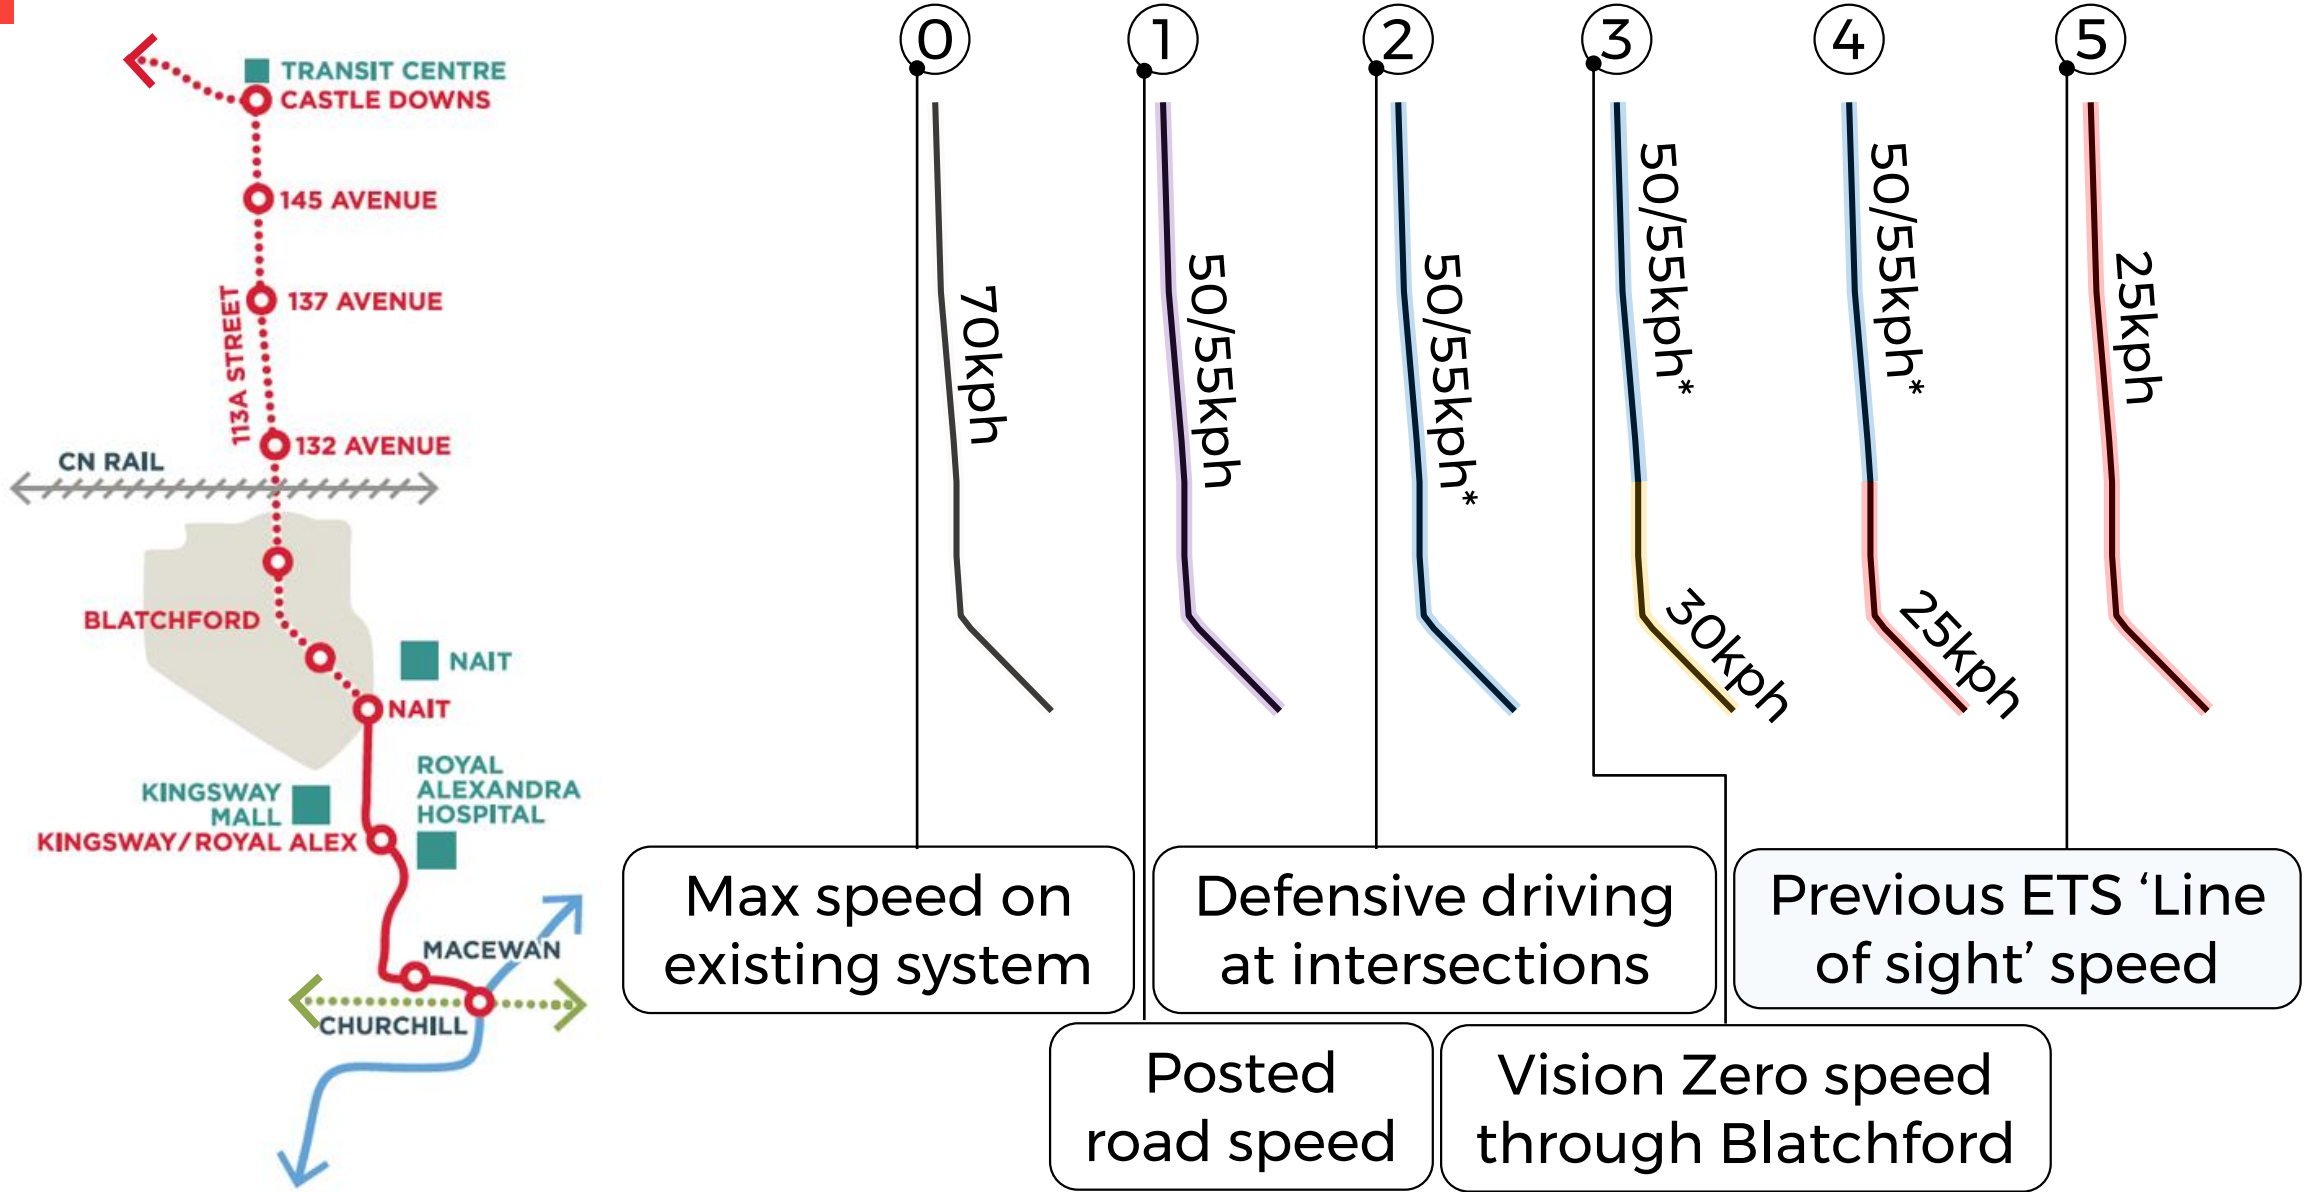 TRANSIT CENTRE
CASTLE DOWNS
145 AVENUE
137 AVENUE
113A STREET
132 AVENUE
CN RAIL
BLATCHFORD
NAIT
NAIT
KINGSWAY
MALL
ROYAL
ALEXANDRA
HOSPITAL
KINGSWAY/ROYAL ALEX
MACEWAN
CHURCHILL
0
1
2
3
4
5
70kph
50/55kph
50/55kph*
50/55kph*
30kph
50/55kph*
25kph
25kph
Max speed on
existing system
Posted
road speed
Defensive driving
at intersections
Vision Zero speed
through Blatchford
Previous ETS ‘Line
of sight’ speed